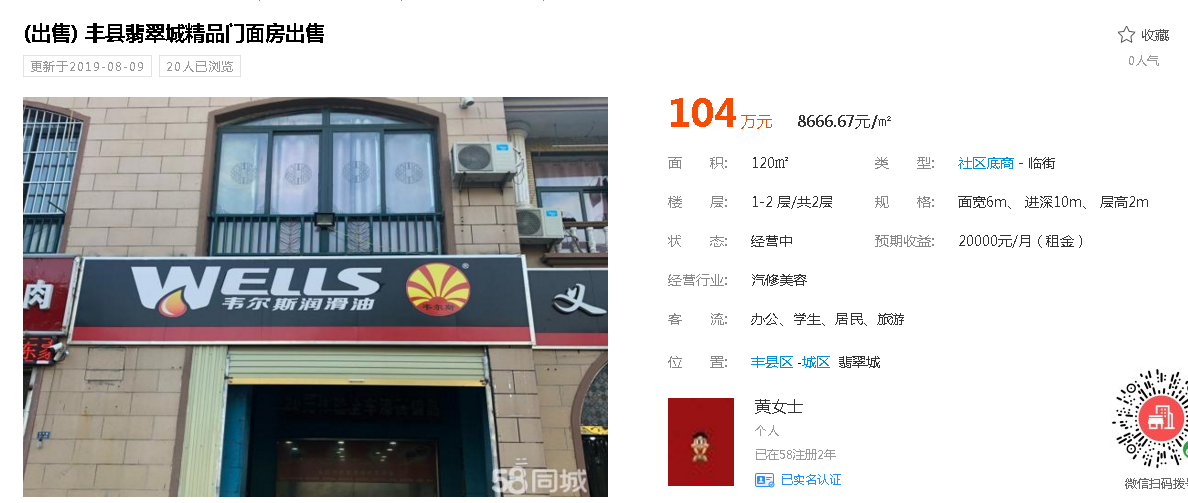 (出售) 丰县翡翠城精品门面房出售
收藏
更新于2019-08-09
20人已浏览
0人气
104万元 8666.67元/㎡
面 积: 120㎡
类 型: 社区底商 - 临街
楼 层: 1-2 层/共2层
规 格: 面宽6m、 进深10m、 层高2m
状 态: 经营中
预期收益: 20000元/月（租金）
经营行业: 汽修美容
客 流: 办公、学生、居民、旅游
位 置: 丰县区 -城区 翡翠城
黄女士
个人
已在58注册2年
已实名认证
微信扫码拨
肉
WELLS
®
韦尔斯润滑油
韦尔斯
义
58同城